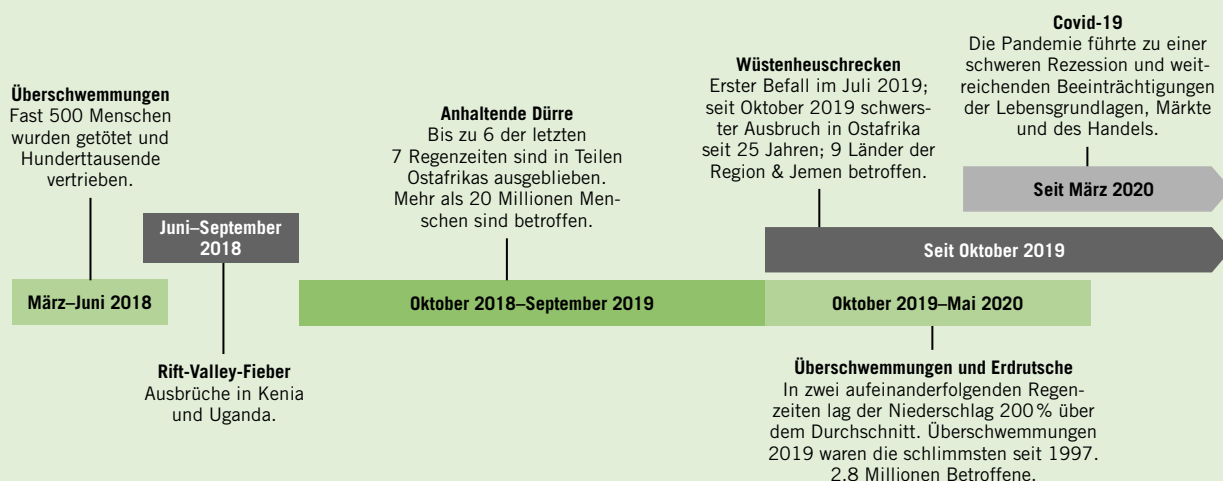 Überschwemmungen
Fast 500 Menschen
wurden getötet und
Hunderttausende
vertrieben.
März–Juni 2018
Juni–September
2018
Rift-Valley-Fieber
Ausbrüche in Kenia
und Uganda.
Anhaltende Dürre
Bis zu 6 der letzten
7 Regenzeiten sind in Teilen
Ostafrikas ausgeblieben.
Mehr als 20 Millionen Men-
schen sind betroffen.
Oktober 2018–September 2019
Wüstenheuschrecken
Erster Befall im Juli 2019;
seit Oktober 2019 schwers-
ter Ausbruch in Ostafrika
seit 25 Jahren; 9 Länder der
Region & Jemen betroffen.
Seit Oktober 2019
Covid-19
Die Pandemie führte zu einer
schweren Rezession und weit-
reichenden Beeinträchtigungen
der Lebensgrundlagen, Märkte
und des Handels.
Seit März 2020
Oktober 2019–Mai 2020
Überschwemmungen und Erdrutsche
In zwei aufeinanderfolgenden Regen-
zeiten lag der Niederschlag 200 % über
dem Durchschnitt. Überschwemmungen
2019 waren die schlimmsten seit 1997.
2,8 Millionen Betroffene.